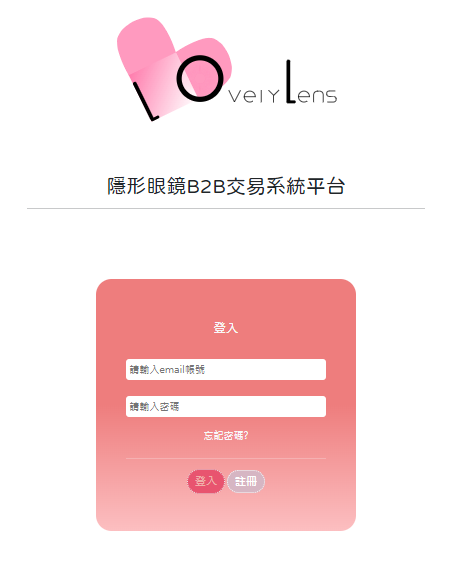 Lovely Lens
隱形眼鏡B2B交易系統平台
登入
請輸入email帳號
請輸入密碼
忘記密碼?
登入 註冊